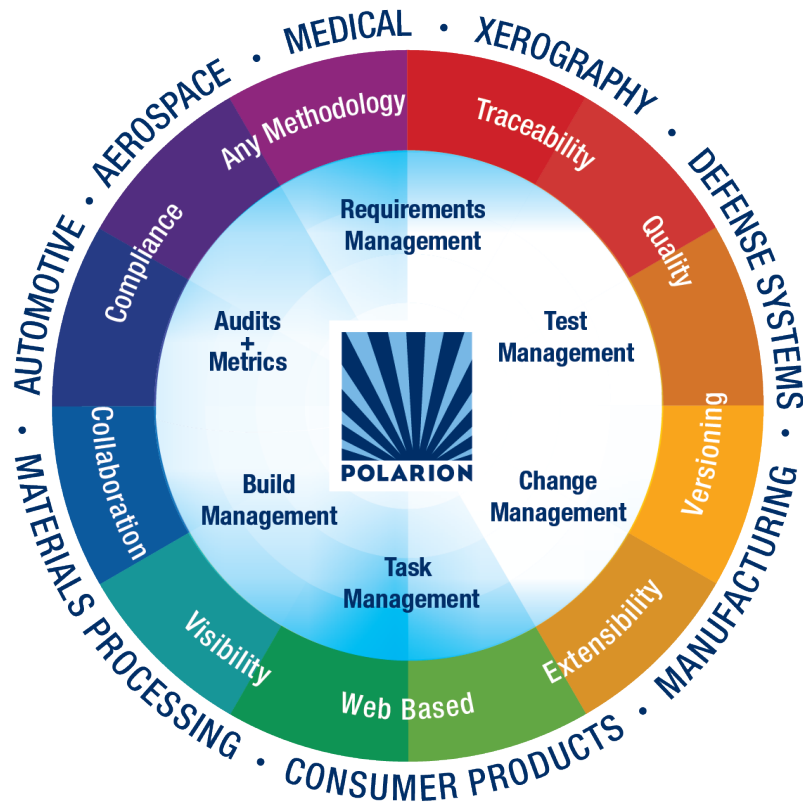 MEDICAL • XEROGRAPHY • DEFENSE SYSTEMS • MANUFACTURING • CONSUMER PRODUCTS • MATERIALS PROCESSING • AUTOMOTIVE • AEROSPACE •
Any Methodology
Traceability
Quality
Versioning
Extensibility
Web Based
Visibility
Collaboration
Compliance
Requirements
Management
Test
Management
Change
Management
Task
Management
Build
Management
Audits
+
Metrics
POLARION